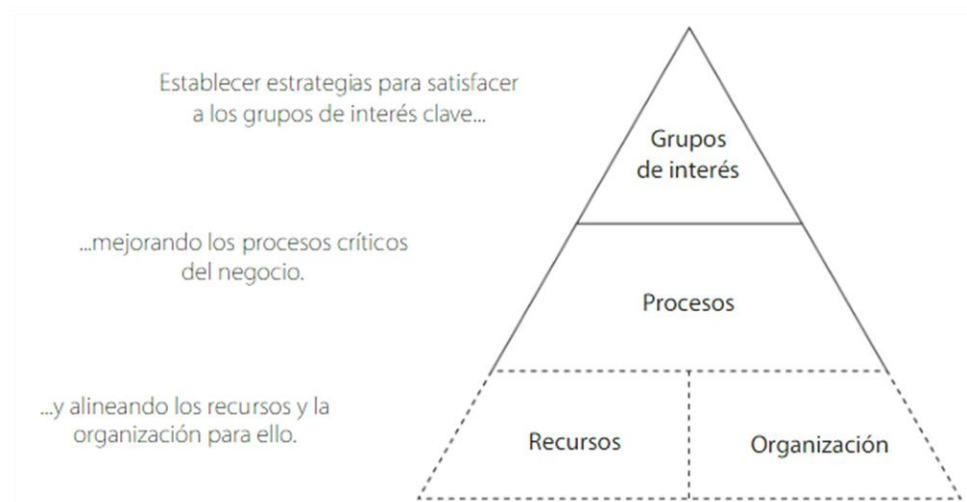 Establecer estrategias para satisfacer
a los grupos de interés clave...
Grupos
de interés
...mejorando los procesos críticos
del negocio.
Procesos
...y alineando los recursos y la
organización para ello.
Recursos
Organización